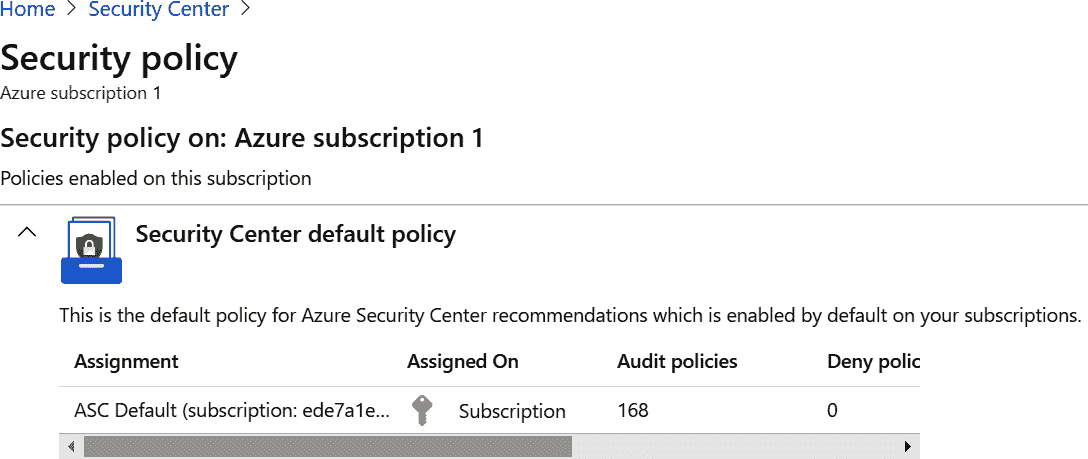 Home > Security Center >
Security policy
Azure subscription 1
Security policy on: Azure subscription 1
Policies enabled on this subscription
Security Center default policy
This is the default policy for Azure Security Center recommendations which is enabled by default on your subscriptions.
Assignment Assigned On Audit policies Deny polic
ASC Default (subscription: ede7a1e... Subscription 168 0